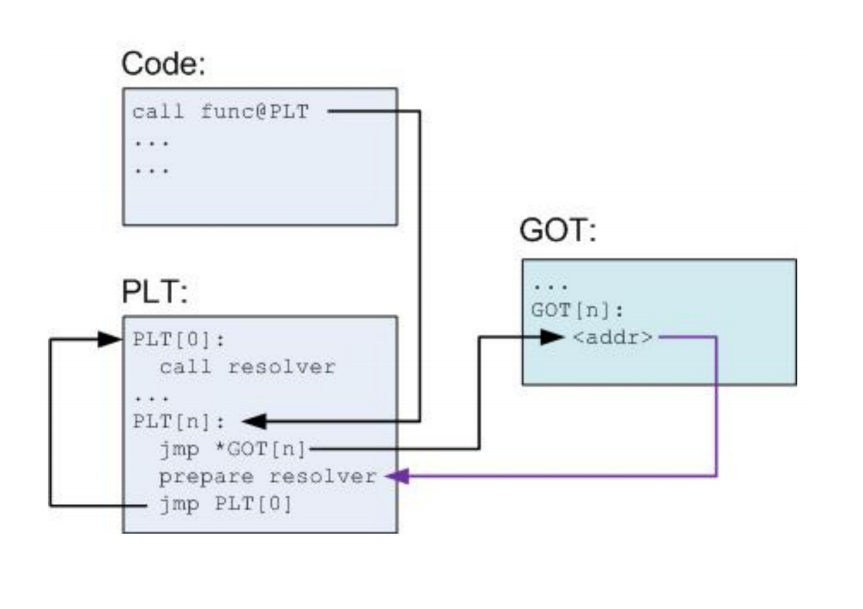 Code:
call func@PLT
...
...
PLT:
PLT[0]:
call resolver
...
PLT[n]:
jmp *GOT[n]
prepare resolver
jmp PLT[0]
GOT:
...
GOT[n]:
<addr>